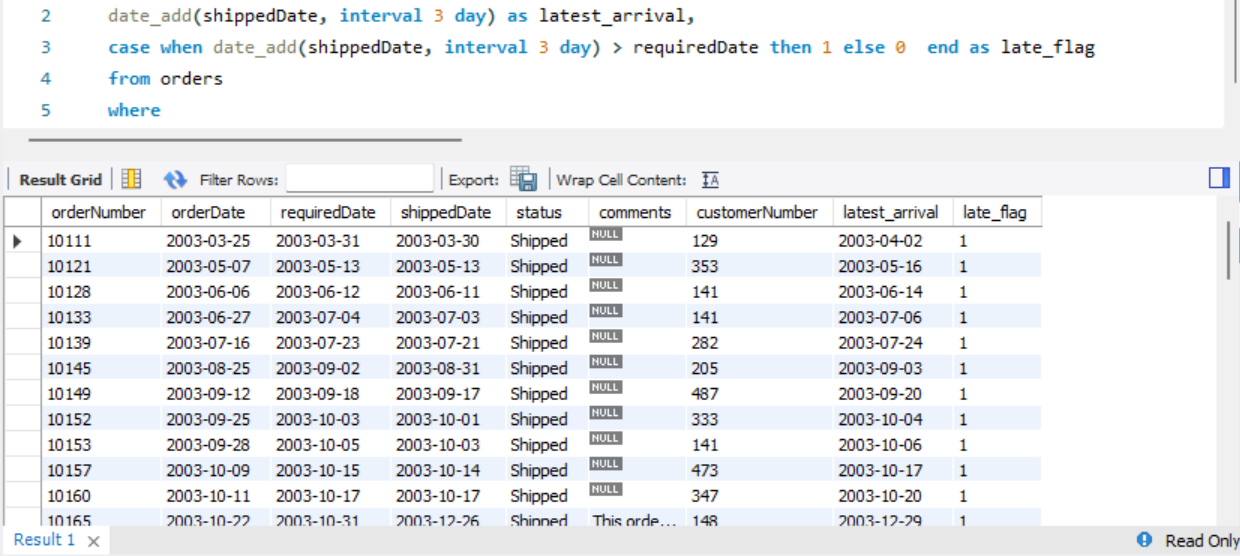 2 date_add(shippedDate, interval 3 day) as latest_arrival,
3 case when date_add(shippedDate, interval 3 day) > requiredDate then 1 else 0  end as late_flag
4 from orders
5 where
Result Grid Filter Rows: Export: Wrap Cell Content: IA
orderNumber orderDate requiredDate shippedDate status comments customerNumber latest_arrival late_flag
10111 2003-03-25 2003-03-31 2003-03-30 Shipped NULL 129 2003-04-02 1
10121 2003-05-07 2003-05-13 2003-05-13 Shipped NULL 353 2003-05-16 1
10128 2003-06-06 2003-06-12 2003-06-11 Shipped NULL 141 2003-06-14 1
10133 2003-06-27 2003-07-04 2003-07-03 Shipped NULL 141 2003-07-06 1
10139 2003-07-16 2003-07-23 2003-07-21 Shipped NULL 282 2003-07-24 1
10145 2003-08-25 2003-09-02 2003-08-31 Shipped NULL 205 2003-09-03 1
10149 2003-09-12 2003-09-18 2003-09-17 Shipped NULL 487 2003-09-20 1
10152 2003-09-25 2003-10-03 2003-10-01 Shipped NULL 333 2003-10-04 1
10153 2003-09-28 2003-10-05 2003-10-03 Shipped NULL 141 2003-10-06 1
10157 2003-10-09 2003-10-15 2003-10-14 Shipped NULL 473 2003-10-17 1
10160 2003-10-11 2003-10-17 2003-10-17 Shipped NULL 347 2003-10-20 1
10165 2003-10-22 2003-10-31 2003-12-26 Shipped This orde... 148 2003-12-29 1
Result 1 Read Only